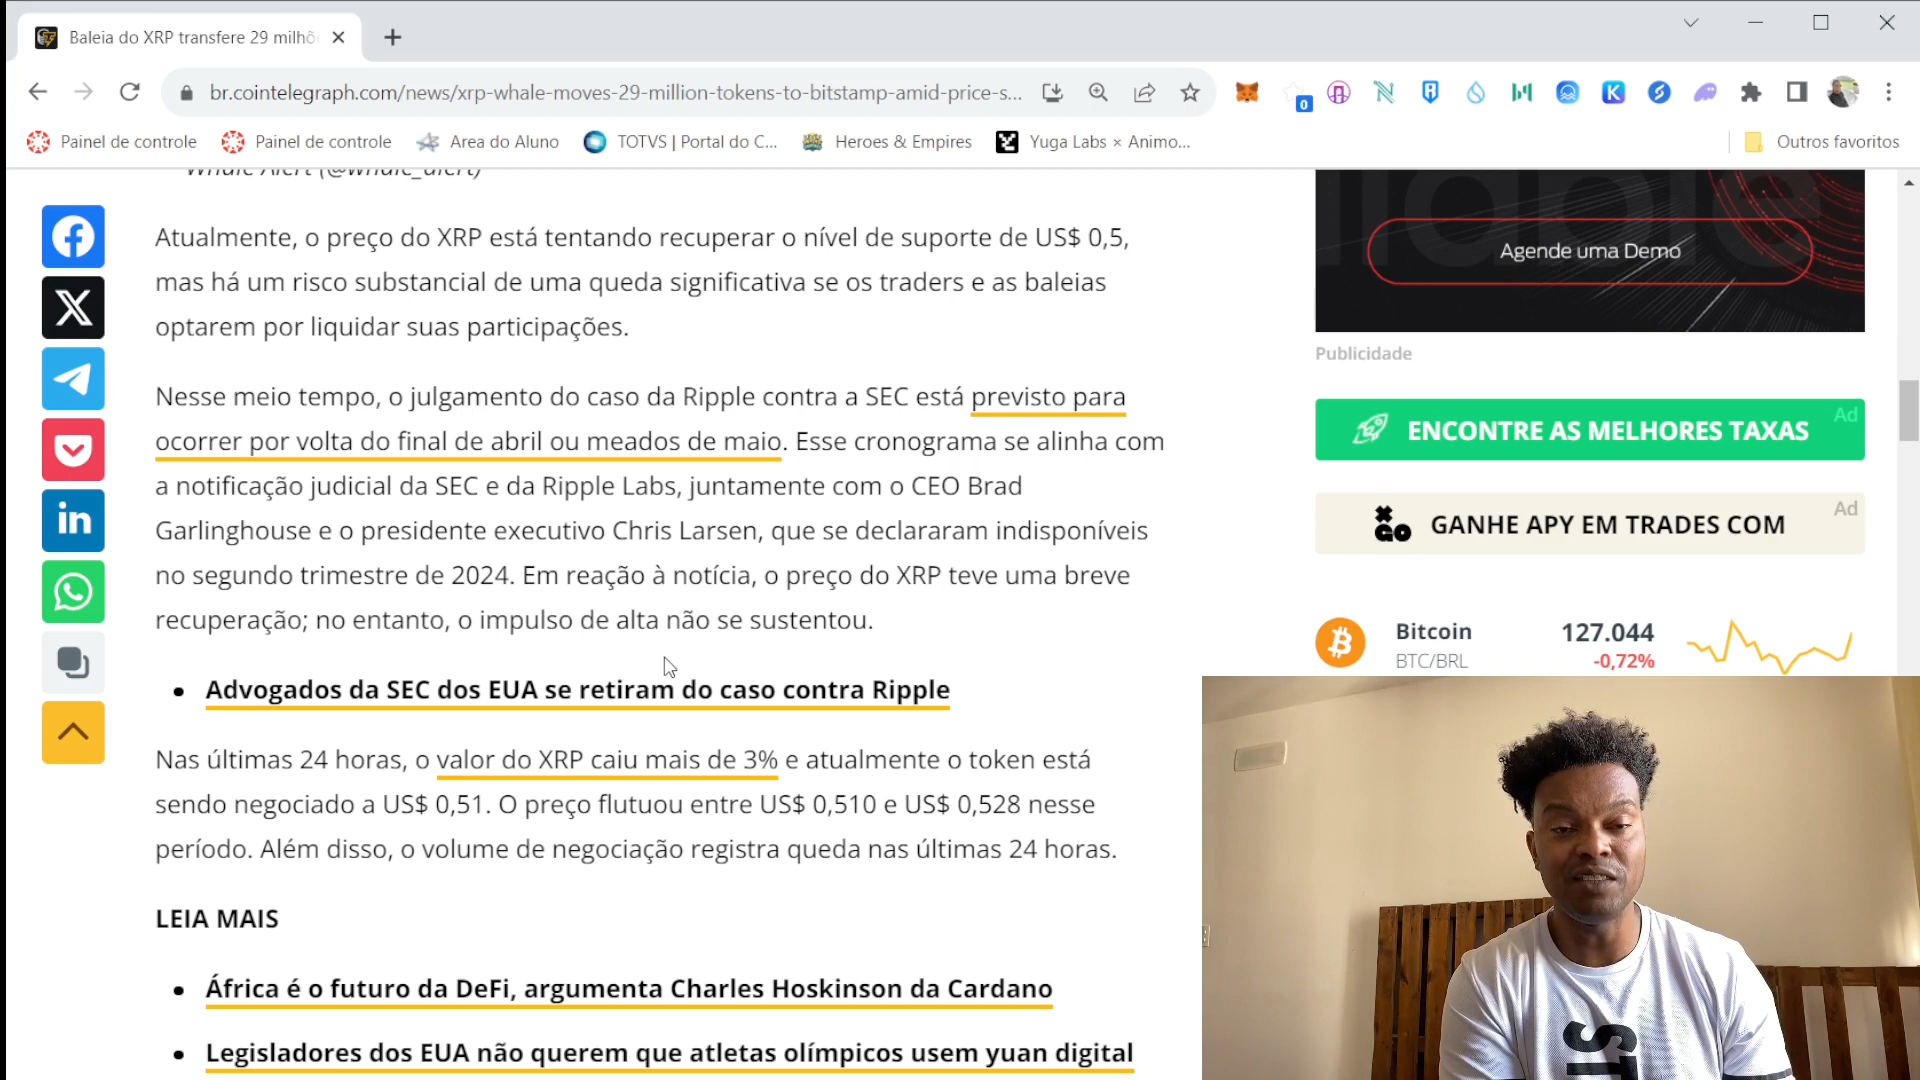 Baleia do XRP transfere 29 milhõ
br.cointelegraph.com/news/xrp-whale-moves-29-million-tokens-to-bitstamp-amid-price-s...
0
Painel de controle
Painel de controle
Area do Aluno
TOTVS | Portal do C...
Heroes & Empires
Yuga Labs × Animo...
Outros favoritos
Whale Alert (@whale_alert)
Atualmente, o preço do XRP está tentando recuperar o nível de suporte de US$ 0,5,
mas há um risco substancial de uma queda significativa se os traders e as baleias
optarem por liquidar suas participações.
Nesse meio tempo, o julgamento do caso da Ripple contra a SEC está previsto para
ocorrer por volta do final de abril ou meados de maio. Esse cronograma se alinha com
a notificação judicial da SEC e da Ripple Labs, juntamente com o CEO Brad
Garlinghouse e o presidente executivo Chris Larsen, que se declararam indisponíveis
no segundo trimestre de 2024. Em reação à notícia, o preço do XRP teve uma breve
recuperação; no entanto, o impulso de alta não se sustentou.
• Advogados da SEC dos EUA se retiram do caso contra Ripple
Nas últimas 24 horas, o valor do XRP caiu mais de 3% e atualmente o token está
sendo negociado a US$ 0,51. O preço flutuou entre US$ 0,510 e US$ 0,528 nesse
período. Além disso, o volume de negociação registra queda nas últimas 24 horas.
LEIA MAIS
• África é o futuro da DeFi, argumenta Charles Hoskinson da Cardano
• Legisladores dos EUA não querem que atletas olímpicos usem yuan digital
Agende uma Demo
Publicidade
ENCONTRE AS MELHORES TAXAS
Ad
GANHE APY EM TRADES COM
Ad
Bitcoin
BTC/BRL
127.044
-0,72%